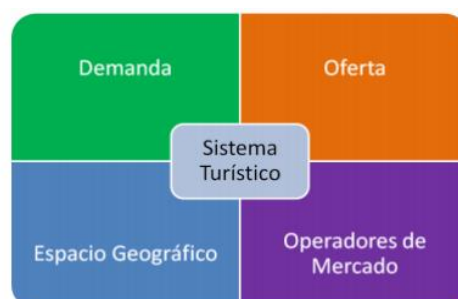 Demanda
Oferta
Sistema
Turístico
Espacio Geográfico
Operadores de
Mercado